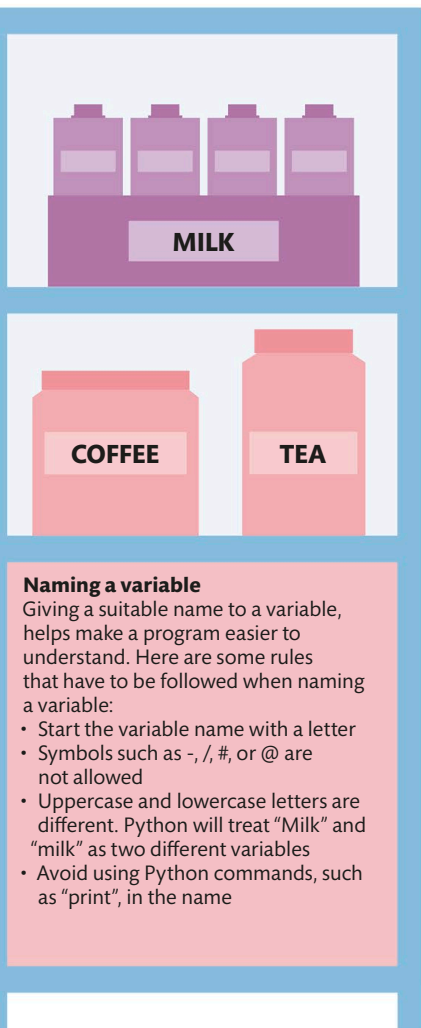 MILK
COFFEE TEA
Naming a variable
Giving a suitable name to a variable,
helps make a program easier to
understand. Here are some rules
that have to be followed when naming
a variable:
• Start the variable name with a letter
• Symbols such as -, /, #, or @ are
not allowed
• Uppercase and lowercase letters are
different. Python will treat “Milk” and
“milk” as two different variables
• Avoid using Python commands, such
as “print”, in the name